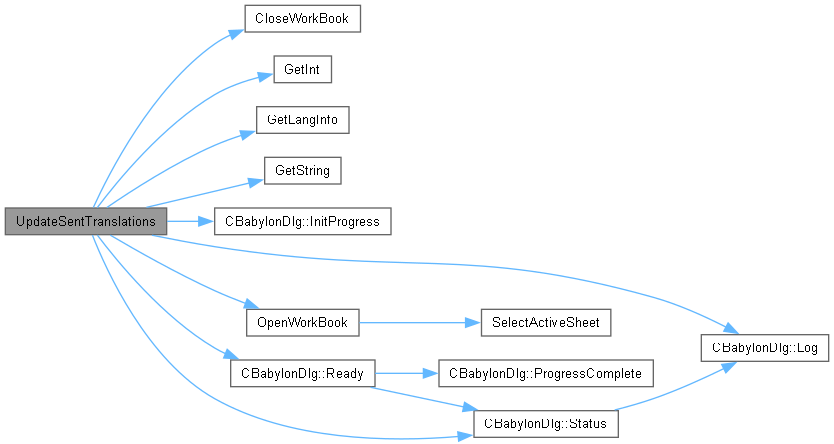 CloseWorkBook
GetInt
GetLangInfo
GetString
UpdateSentTranslations
CBabylonDlg::InitProgress
OpenWorkBook
SelectActiveSheet
CBabylonDlg::Log
CBabylonDlg::Ready
CBabylonDlg::ProgressComplete
CBabylonDlg::Status